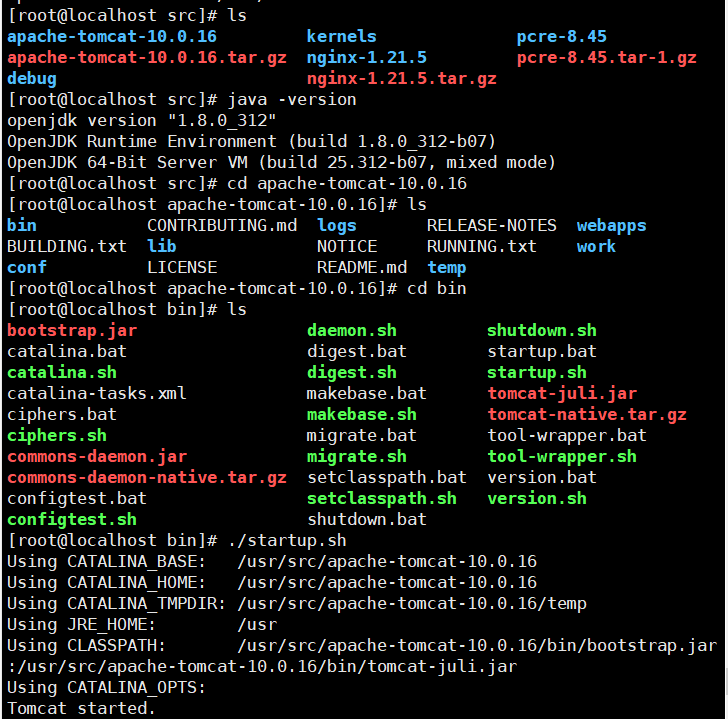 [root@localhost src]# ls
apache-tomcat-10.0.16         kernels              pcre-8.45
apache-tomcat-10.0.16.tar.gz  nginx-1.21.5         pcre-8.45.tar-1.gz
debug                         nginx-1.21.5.tar.gz
[root@localhost src]# java -version
openjdk version "1.8.0_312"
OpenJDK Runtime Environment (build 1.8.0_312-b07)
OpenJDK 64-Bit Server VM (build 25.312-b07, mixed mode)
[root@localhost src]# cd apache-tomcat-10.0.16
[root@localhost apache-tomcat-10.0.16]# ls
bin           CONTRIBUTING.md  logs       RELEASE-NOTES  webapps
BUILDING.txt  lib              NOTICE     RUNNING.txt    work
conf          LICENSE          README.md  temp
[root@localhost apache-tomcat-10.0.16]# cd bin
[root@localhost bin]# ls
bootstrap.jar                 daemon.sh         shutdown.sh
catalina.bat                  digest.bat        startup.bat
catalina.sh                   digest.sh         startup.sh
catalina-tasks.xml            makebase.bat      tomcat-juli.jar
ciphers.bat                   makebase.sh       tomcat-native.tar.gz
ciphers.sh                    migrate.bat       tool-wrapper.bat
commons-daemon.jar            migrate.sh        tool-wrapper.sh
commons-daemon-native.tar.gz  setclasspath.bat  version.bat
configtest.bat                setclasspath.sh   version.sh
configtest.sh                 shutdown.bat
[root@localhost bin]# ./startup.sh
Using CATALINA_BASE:   /usr/src/apache-tomcat-10.0.16
Using CATALINA_HOME:   /usr/src/apache-tomcat-10.0.16
Using CATALINA_TMPDIR: /usr/src/apache-tomcat-10.0.16/temp
Using JRE_HOME:        /usr
Using CLASSPATH:       /usr/src/apache-tomcat-10.0.16/bin/bootstrap.jar
:/usr/src/apache-tomcat-10.0.16/bin/tomcat-juli.jar
Using CATALINA_OPTS:
Tomcat started.